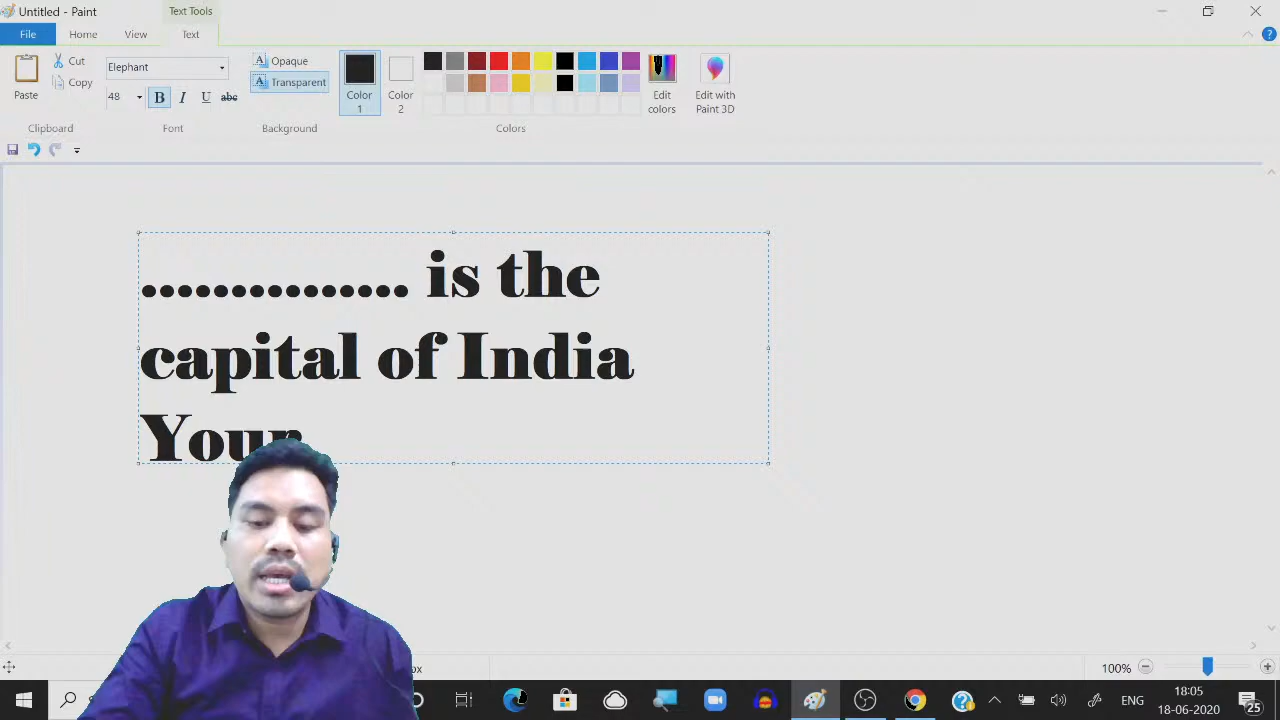 Untitled - Paint
Text Tools
File Home View Text
Paste
Cut
Copy
Clipboard
Elephant
48 B I U abc
Font
Opaque
Transparent
Background
Color 1
Color 2
Edit colors
Edit with Paint 3D
Colors
.............. is the
capital of India
Your
100%
ENG
18:05
18-06-2020
25